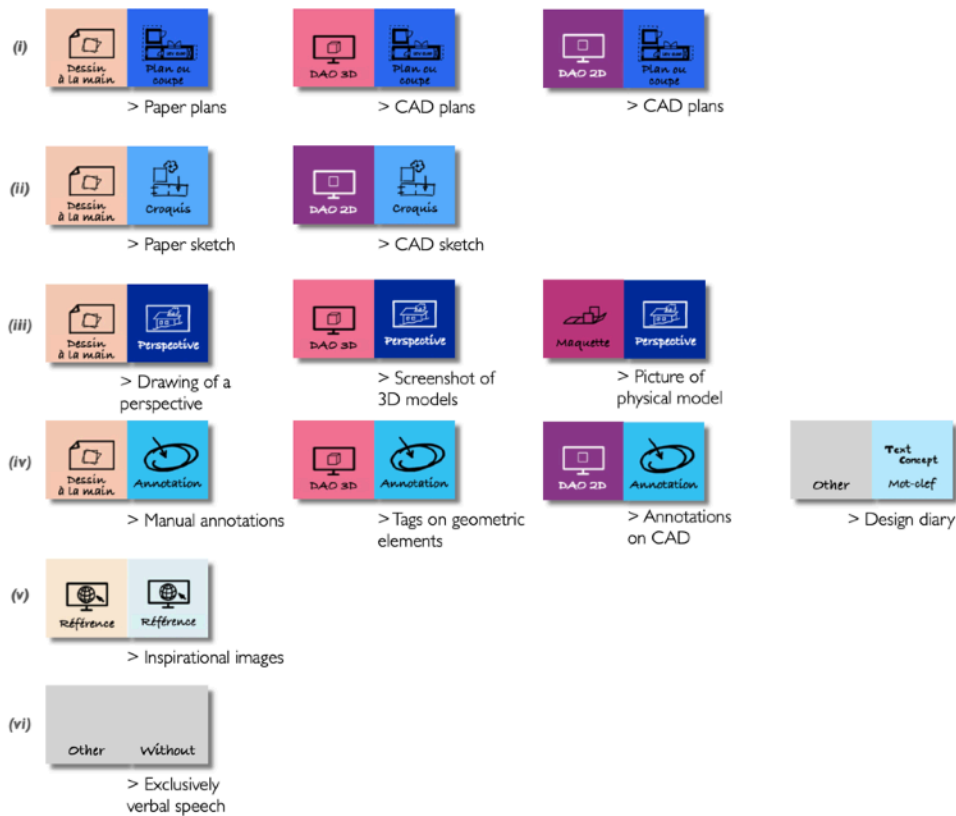 (i)
Dessin
à la main
Plan ou
coupe
> Paper plans
DAO 3D
Plan ou
coupe
> CAD plans
DAO 2D
Plan ou
coupe
> CAD plans
(ii)
Dessin
à la main
Croquis
> Paper sketch
DAO 2D
Croquis
> CAD sketch
(iii)
Dessin
à la main
Perspective
> Drawing of a
perspective
DAO 3D
Perspective
> Screenshot of
3D models
Maquette
Perspective
> Picture of
physical model
(iv)
Dessin
à la main
Annotation
> Manual annotations
DAO 3D
Annotation
>Tags on geometric
elements
DAO 2D
Annotation
> Annotations
on CAD
Other
Text
Concept
Mot-clef
> Design diary
(v)
Référence
Référence
> Inspirational images
(vi)
Other
Without
> Exclusively
verbal speech